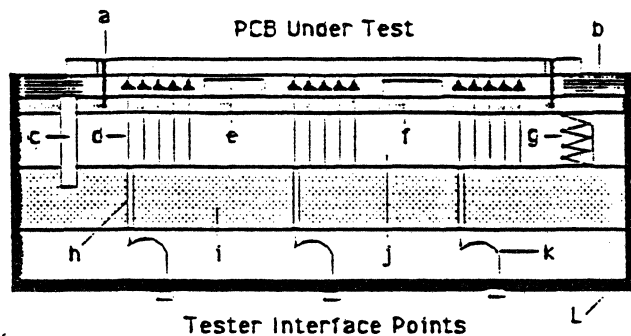 a
PCB Under Test
b
c
d
e
f
g
h
i
j
k
L
Tester Interface Points